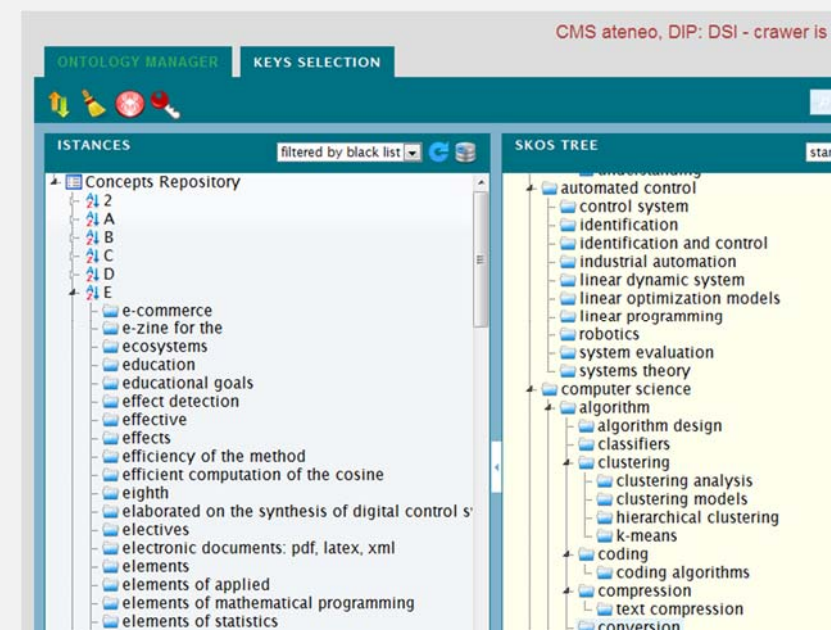 CMS ateneo, DIP: DSI - crawer is
ONTOLOGY MANAGER
KEYS SELECTION
ISTANCES
filtered by black list
Concepts Repository
2
A
B
C
D
E
e-commerce
e-zine for the
ecosystems
education
educational goals
effect detection
effective
effects
efficiency of the method
efficient computation of the cosine
eighth
elaborated on the synthesis of digital control s
electives
electronic documents: pdf, latex, xml
elements
elements of applied
elements of mathematical programming
elements of statistics
SKOS TREE
star
understanding
automated control
control system
identification
identification and control
industrial automation
linear dynamic system
linear optimization models
linear programming
robotics
system evaluation
systems theory
computer science
algorithm
algorithm design
classifiers
clustering
clustering analysis
clustering models
hierarchical clustering
k-means
coding
coding algorithms
compression
text compression
conversion